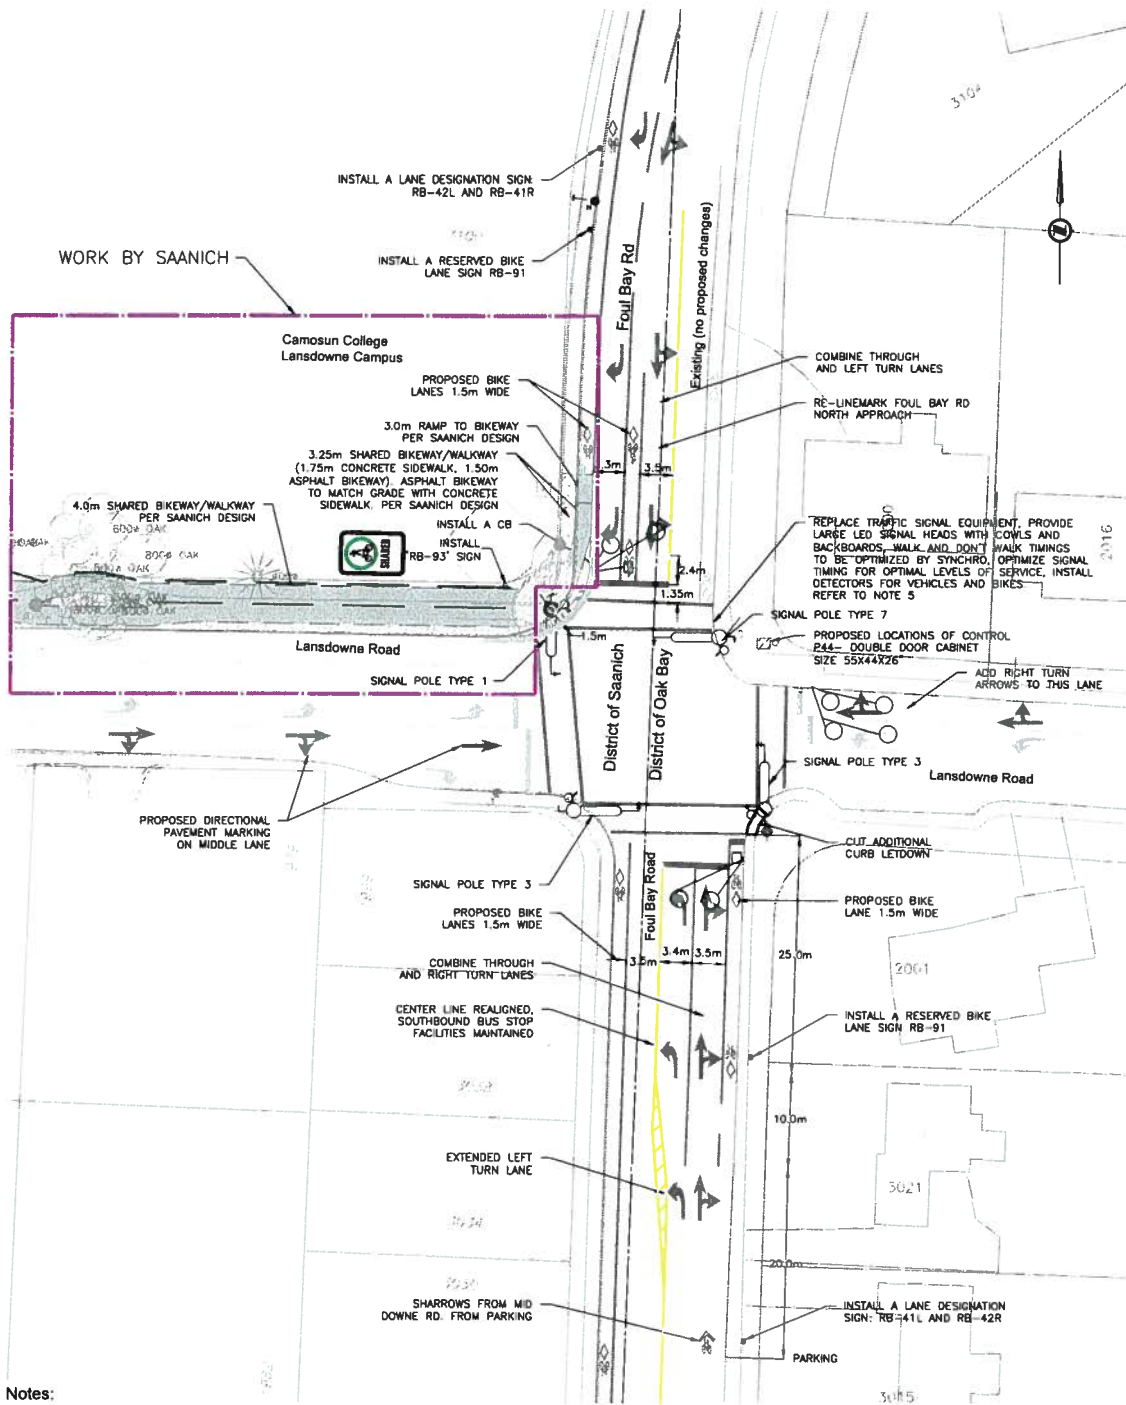 3104
INSTALL A LANE DESIGNATION SIGN:
RB-42L AND RB-41R
WORK BY SAANICH
INSTALL A RESERVED BIKE
LANE SIGN RB-91
Foul Bay Rd
Existing (no proposed changes)
Camosun College
Lansdowne Campus
COMBINE THROUGH
AND LEFT TURN LANES
PROPOSED BIKE
LANES 1.5m WIDE
RE-LINEMARK FOUL BAY RD
NORTH APPROACH
3.0m RAMP TO BIKEWAY
PER SAANICH DESIGN
3.25m SHARED BIKEWAY/WALKWAY
(1.75m CONCRETE SIDEWALK, 1.50m
ASPHALT BIKEWAY). ASPHALT BIKEWAY
TO MATCH GRADE WITH CONCRETE
SIDEWALK, PER SAANICH DESIGN
.3m
3.5m
4.0m SHARED BIKEWAY/WALKWAY
PER SAANICH DESIGN
600ø OAK
800ø OAK
INSTALL A CB
INSTALL
RB-93 SIGN
SHARED
REPLACE TRAFFIC SIGNAL EQUIPMENT, PROVIDE
LARGE LED SIGNAL HEADS WITH COWLS AND
BACKBOARDS, WALK AND DON'T WALK TIMINGS
TO BE OPTIMIZED BY SYNCHRO, OPTIMIZE SIGNAL
TIMING FOR OPTIMAL LEVELS OF SERVICE, INSTALL
DETECTORS FOR VEHICLES AND BIKES
REFER TO NOTE 5
2016
2.4m
1.35m
SIGNAL POLE TYPE 7
1.5m
Lansdowne Road
PROPOSED LOCATIONS OF CONTROL
P44- DOUBLE DOOR CABINET
SIZE 55X44X26"
SIGNAL POLE TYPE 1
ADD RIGHT TURN
ARROWS TO THIS LANE
District of Saanich
District of Oak Bay
SIGNAL POLE TYPE 3
Lansdowne Road
PROPOSED DIRECTIONAL
PAVEMENT MARKING
ON MIDDLE LANE
CUT ADDITIONAL
CURB LETDOWN
SIGNAL POLE TYPE 3
Foul Bay Road
PROPOSED BIKE
LANES 1.5m WIDE
PROPOSED BIKE
LANE 1.5m WIDE
3.5m
3.4m
3.5m
25.0m
COMBINE THROUGH
AND RIGHT TURN LANES
2001
CENTER LINE REALIGNED,
SOUTHBOUND BUS STOP
FACILITIES MAINTAINED
INSTALL A RESERVED BIKE
LANE SIGN RB-91
10.0m
EXTENDED LEFT
TURN LANE
3021
20.0m
SHARROWS FROM MID
DOWNE RD. FROM PARKING
INSTALL A LANE DESIGNATION
SIGN: RB-41L AND RB-42R
PARKING
Notes:
3015